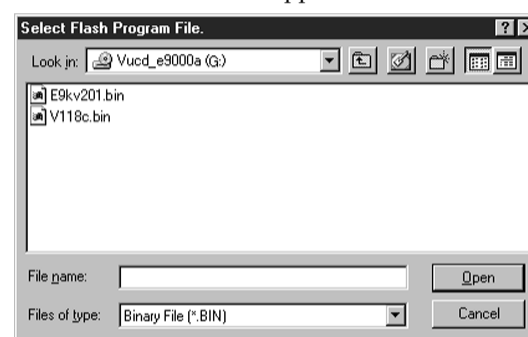 Select Flash Program File.
Look in: Vucd_e9000a (G:)
E9kv201.bin
V118c.bin
File name:
Open
Files of type: Binary File (*.BIN)
Cancel